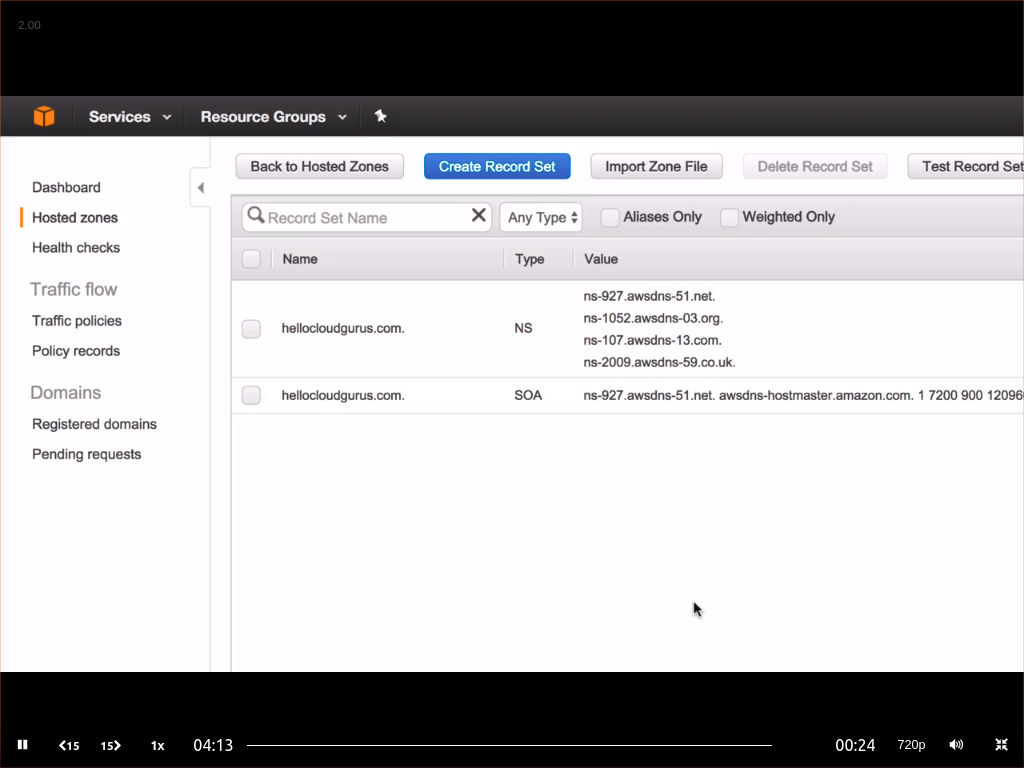 2.00
Services Resource Groups
Back to Hosted Zones Create Record Set Import Zone File Delete Record Set Test Record Set
Dashboard
Hosted zones
Health checks
Traffic flow
Traffic policies
Policy records
Domains
Registered domains
Pending requests
Record Set Name Any Type Aliases Only Weighted Only
Name Type Value
hellocloudgurus.com. NS
ns-927.awsdns-51.net.
ns-1052.awsdns-03.org.
ns-107.awsdns-13.com.
ns-2009.awsdns-59.co.uk.
hellocloudgurus.com. SOA ns-927.awsdns-51.net. awsdns-hostmaster.amazon.com. 1 7200 900 12096
15 15 1x 04:13 00:24 720p